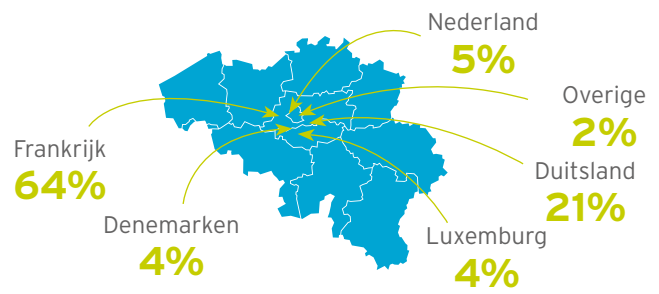 Nederland
5%
Overige
2%
Frankrijk
64%
Duitsland
21%
Denemarken
4%
Luxemburg
4%